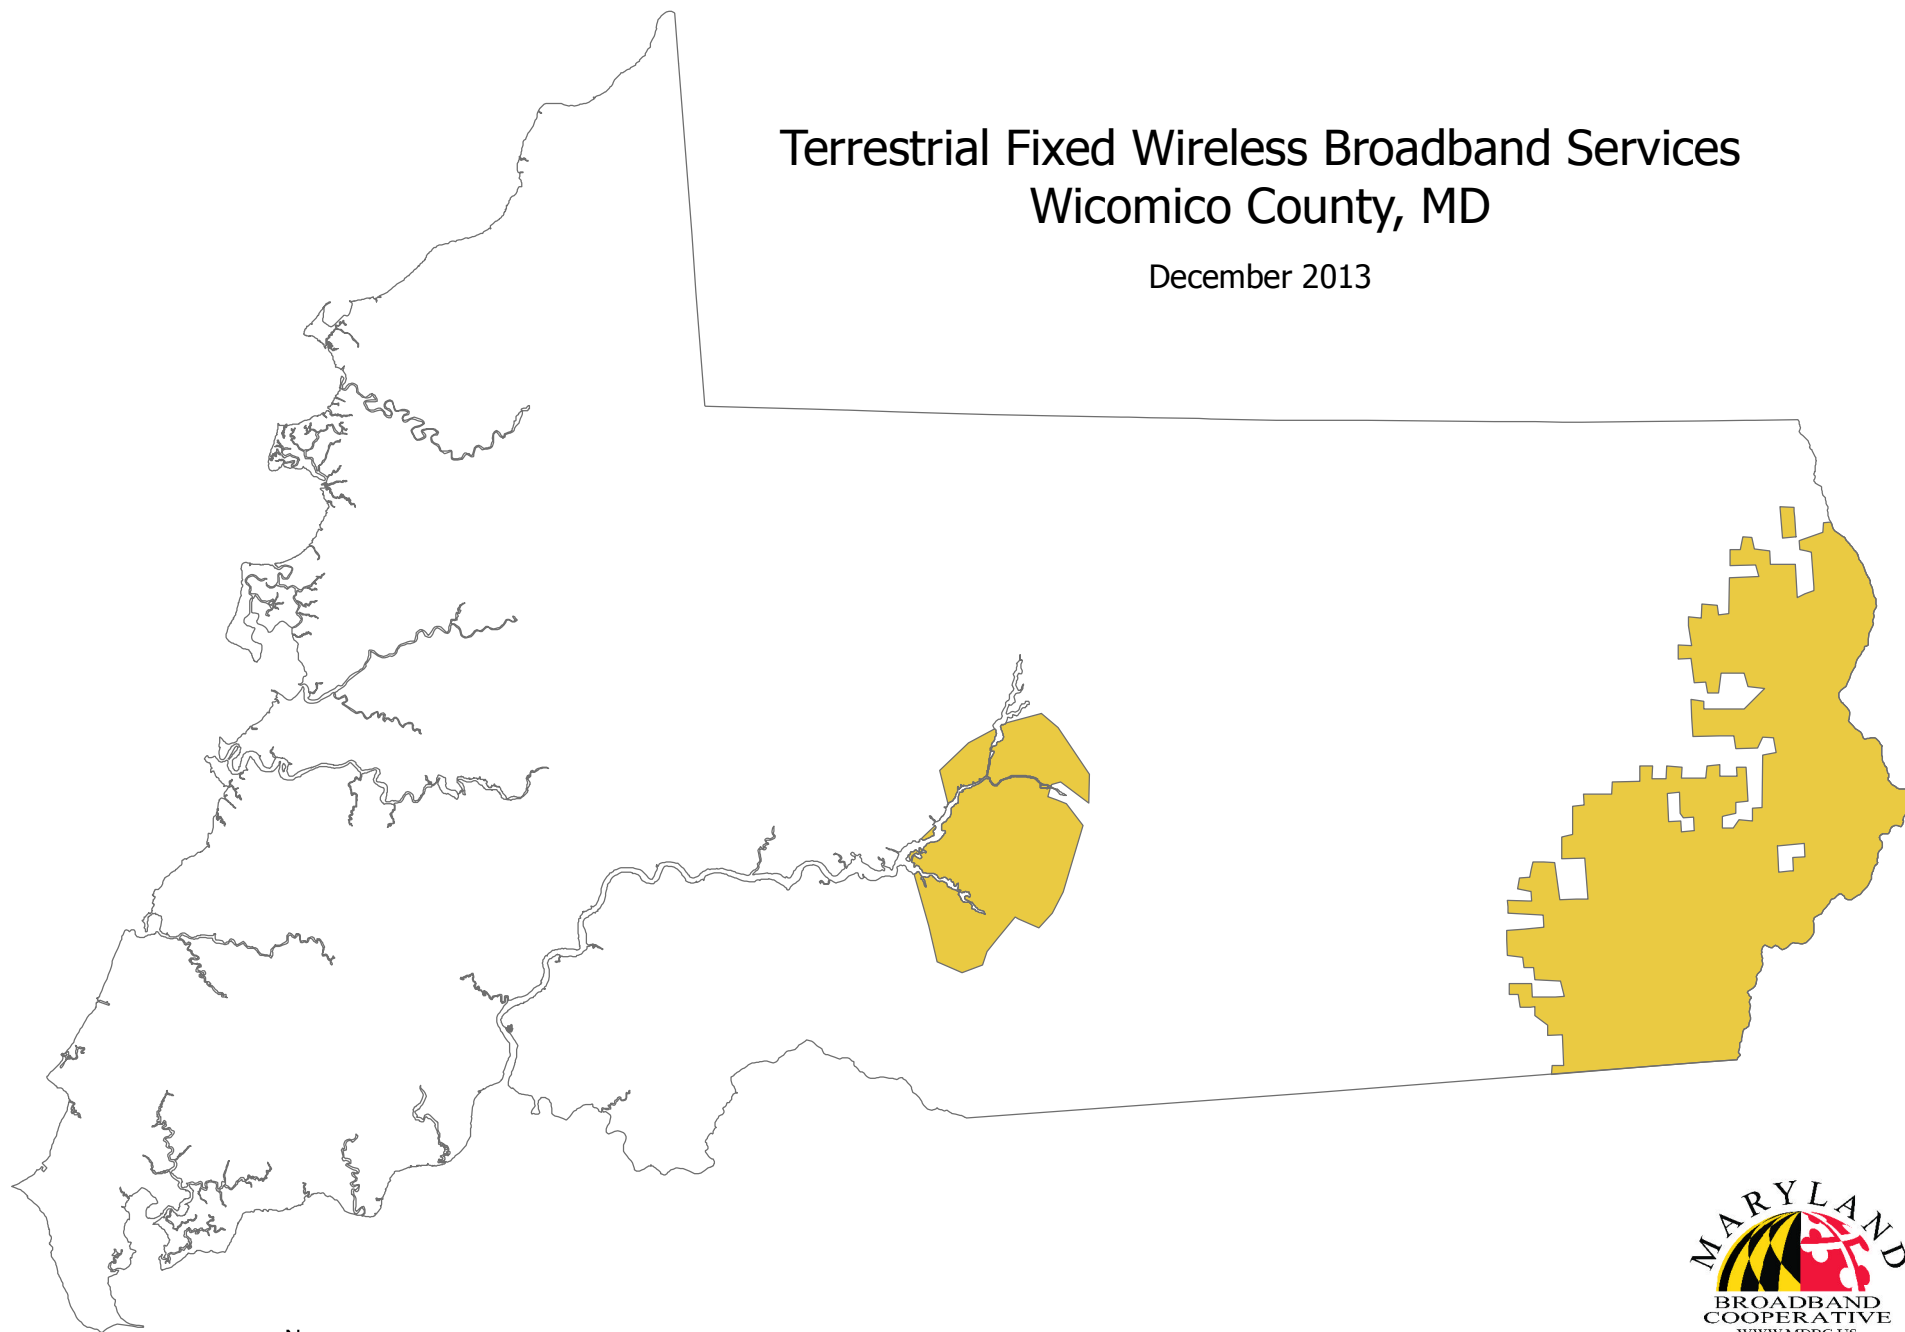 Terrestrial Fixed Wireless Broadband Services
Wicomico County, MD
December 2013
MARYLAND
BROADBAND
COOPERATIVE